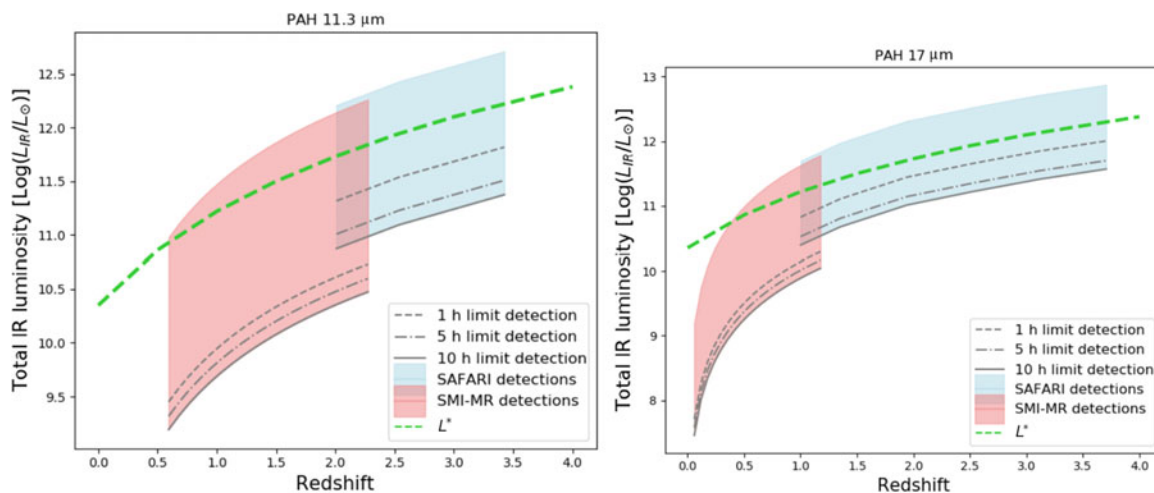 PAH 11.3 μm
Total IR luminosity [Log(L_IR/L_⊙)]
12.5
12.0
11.5
11.0
10.5
10.0
9.5
0.0 0.5 1.0 1.5 2.0 2.5 3.0 3.5 4.0
Redshift
1 h limit detection
5 h limit detection
10 h limit detection
SAFARI detections
SMI-MR detections
L*
PAH 17 μm
Total IR luminosity [Log(L_IR/L_⊙)]
13
12
11
10
9
8
0.0 0.5 1.0 1.5 2.0 2.5 3.0 3.5 4.0
Redshift
1 h limit detection
5 h limit detection
10 h limit detection
SAFARI detections
SMI-MR detections
L*